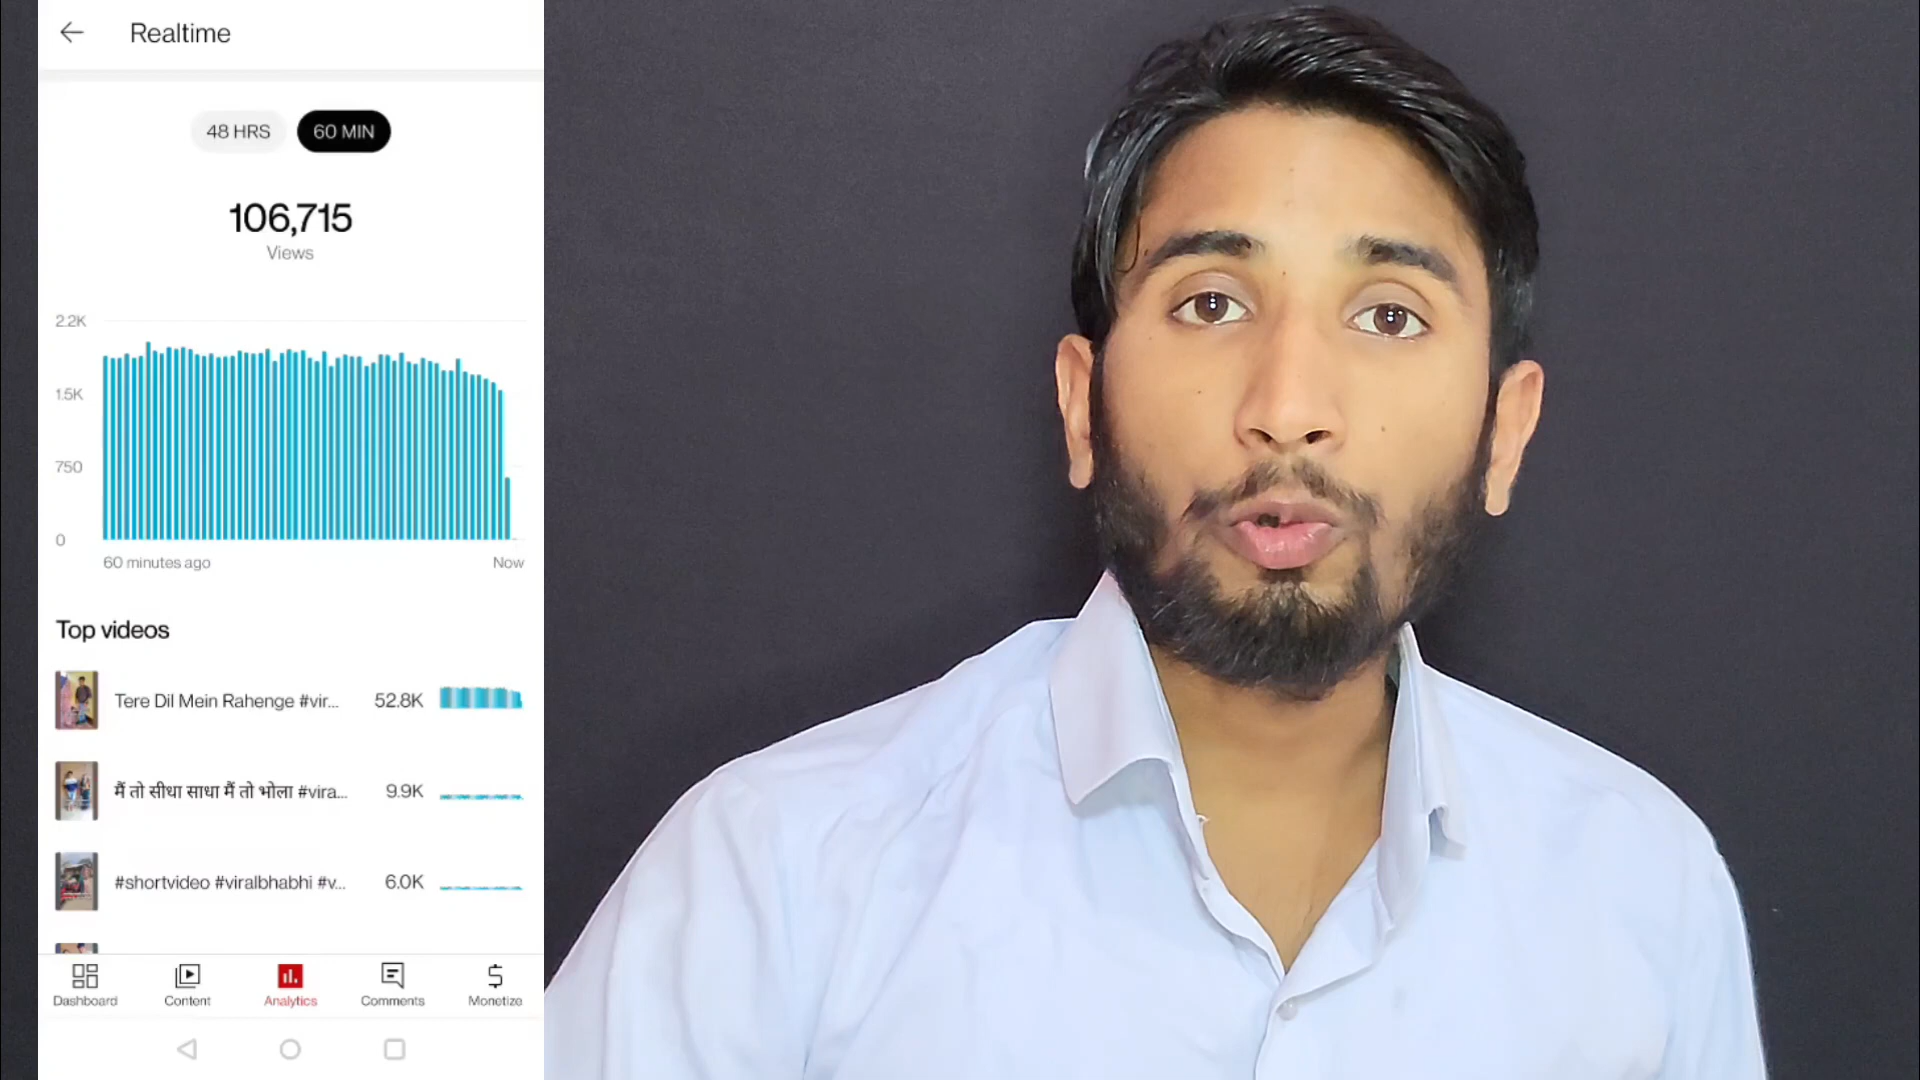 Realtime
48 HRS
60 MIN
106,715
Views
2.2K
1.5K
750
0
60 minutes ago
Now
Top videos
Tere Dil Mein Rahenge #vir... 52.8K
मैं तो सीधा साधा मैं तो भोला #vira... 9.9K
#shortvideo #viralbhabhi #v... 6.0K
Dashboard
Content
Analytics
Comments
Monetize